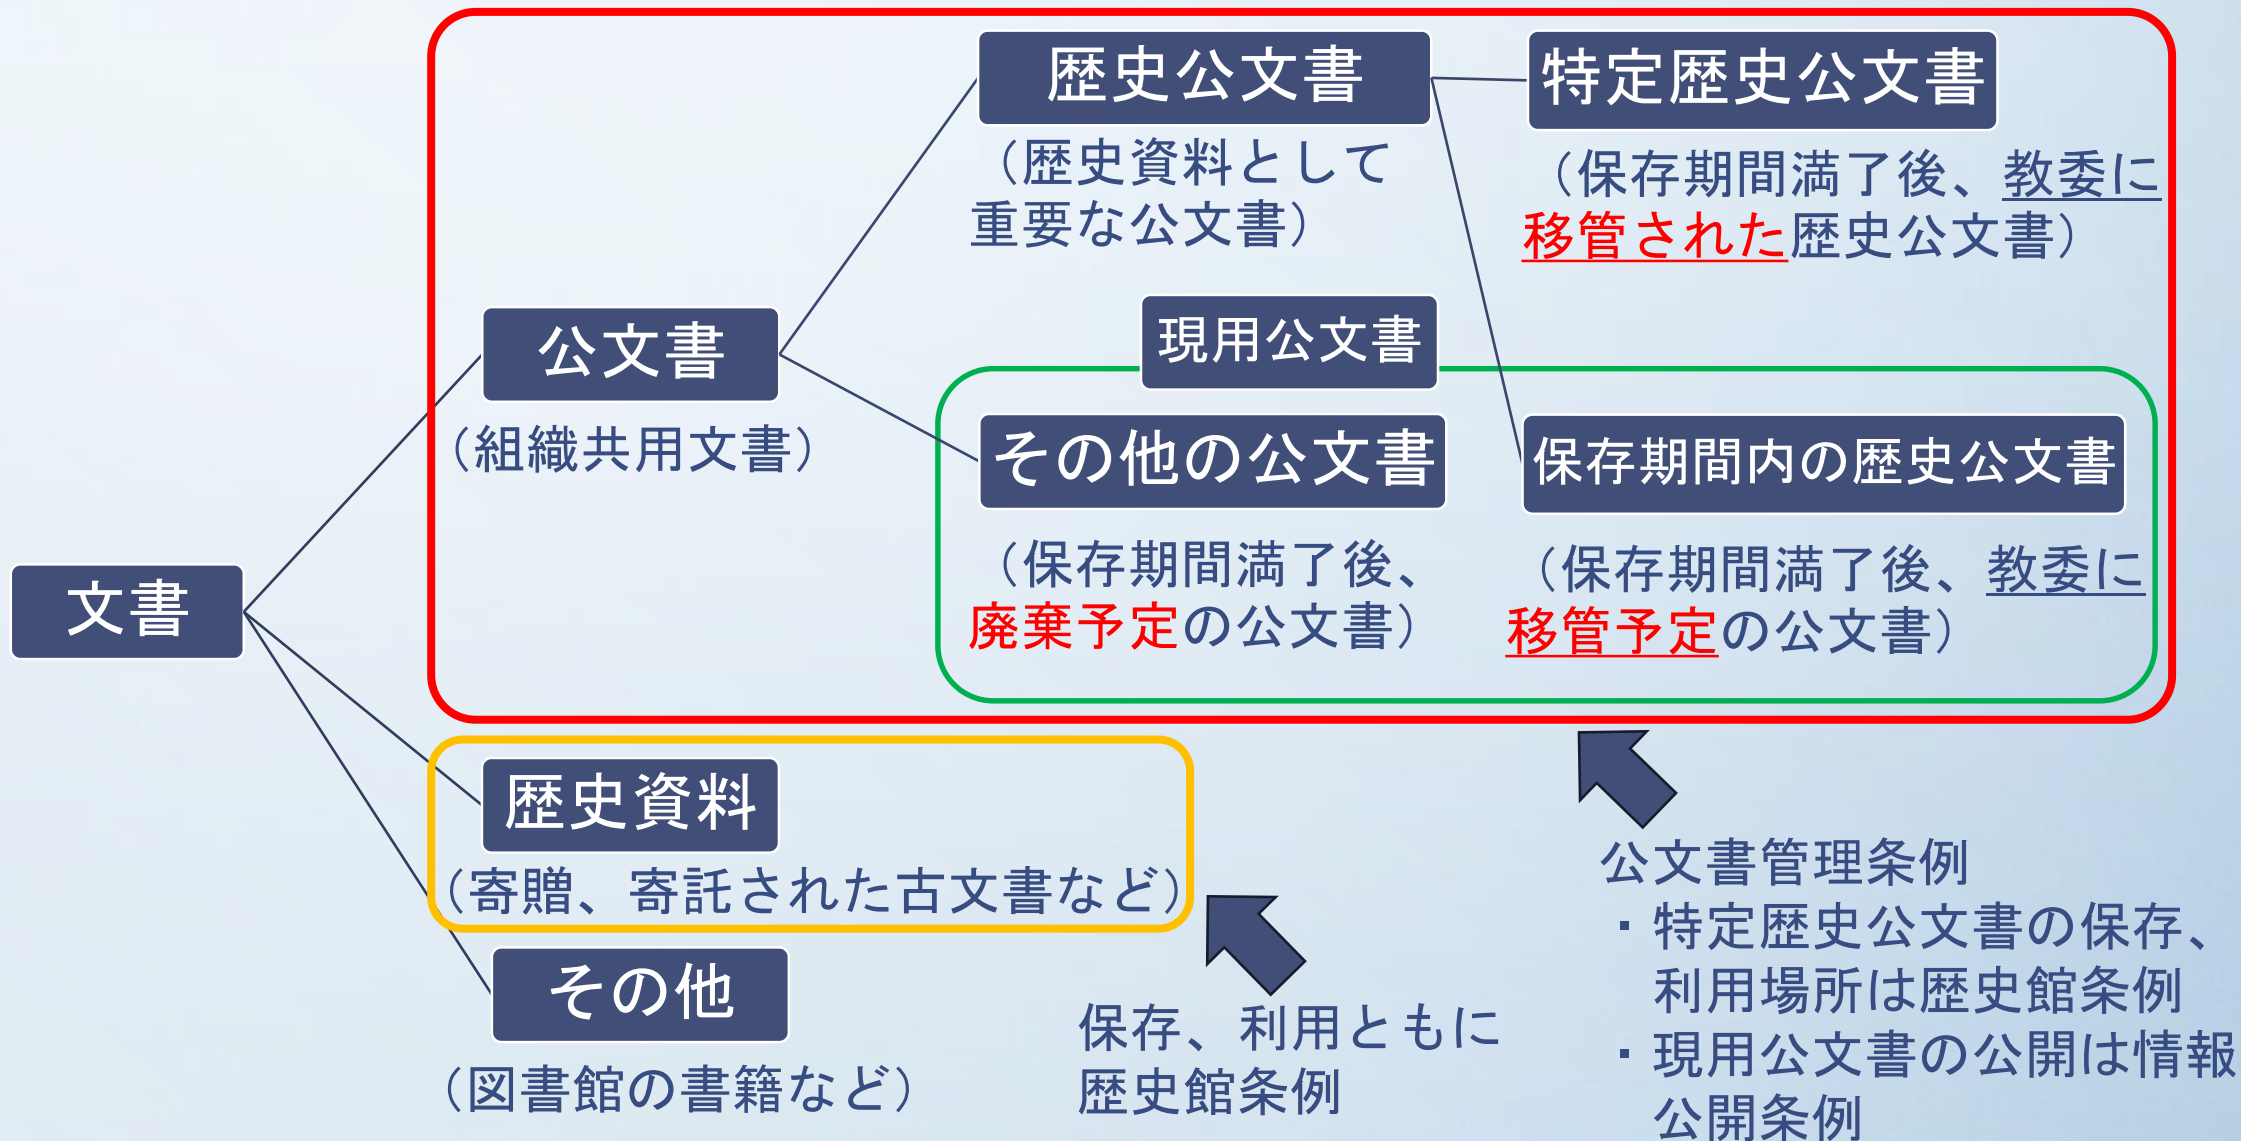 歴史公文書
特定歴史公文書
（歴史資料として
重要な公文書）
（保存期間満了後、教委に
移管された歴史公文書）
現用公文書
公文書
（組織共用文書）
その他の公文書
保存期間内の歴史公文書
（保存期間満了後、
廃棄予定の公文書）
（保存期間満了後、教委に
移管予定の公文書）
文書
歴史資料
（寄贈、寄託された古文書など）
その他
（図書館の書籍など）
保存、利用ともに
歴史館条例
公文書管理条例
・特定歴史公文書の保存、
利用場所は歴史館条例
・現用公文書の公開は情報
公開条例